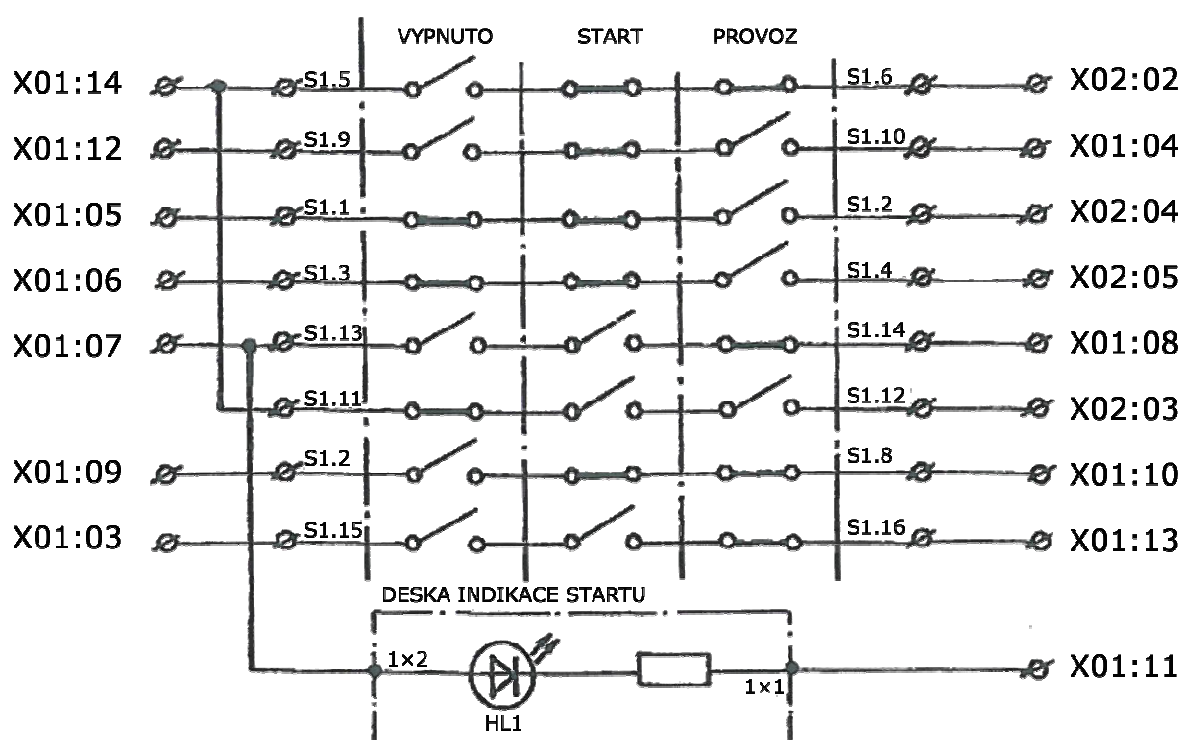 VYPNUTO START PROVOZ
X01:14 S1.5 S1.6 X02:02
X01:12 S1.9 S1.10 X01:04
X01:05 S1.1 S1.2 X02:04
X01:06 S1.3 S1.4 X02:05
X01:07 S1.13 S1.14 X01:08
S1.11 S1.12 X02:03
X01:09 S1.2 S1.8 X01:10
X01:03 S1.15 S1.16 X01:13
DESKA INDIKACE STARTU
1×2 1×1 X01:11
HL1